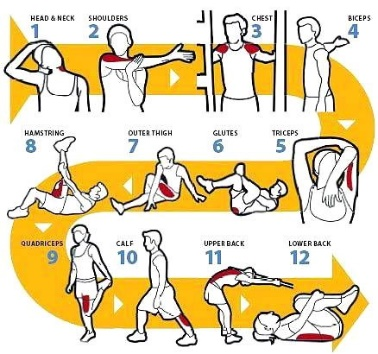 HEAD & NECK
1
SHOULDERS
2
CHEST
3
BICEPS
4
HAMSTRING
8
OUTER THIGH
7
GLUTES
6
TRICEPS
5
QUADRICEPS
9
CALF
10
UPPER BACK
11
LOWER BACK
12